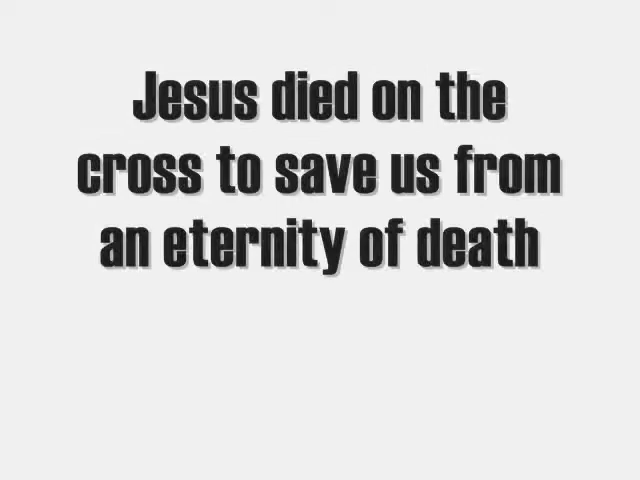 Jesus died on the
cross to save us from
an eternity of death